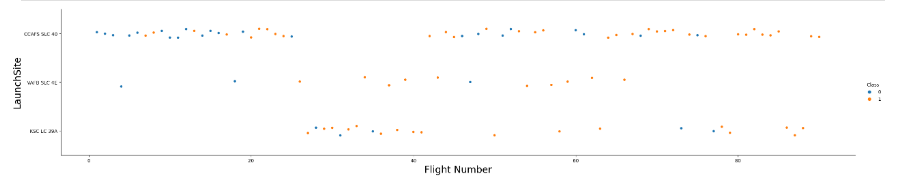 CCAFS SLC 40
VAFB SLC 4E
KSC LC 39A
LaunchSite
0
20
40
60
80
Flight Number
Class
0
1